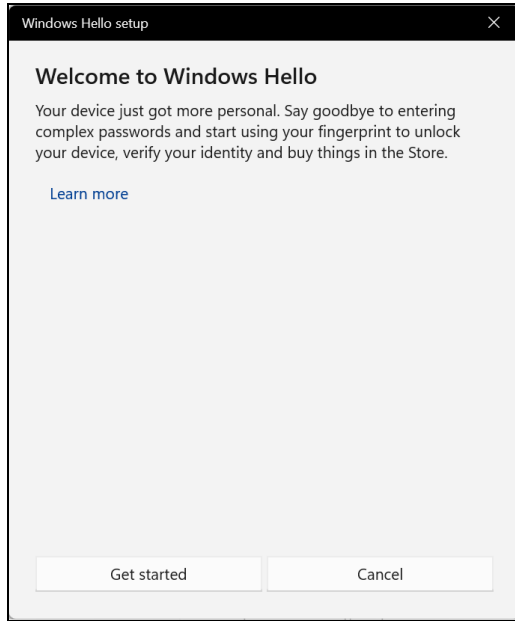 Windows Hello setup
Welcome to Windows Hello
Your device just got more personal. Say goodbye to entering
complex passwords and start using your fingerprint to unlock
your device, verify your identity and buy things in the Store.
Learn more
Get started
Cancel